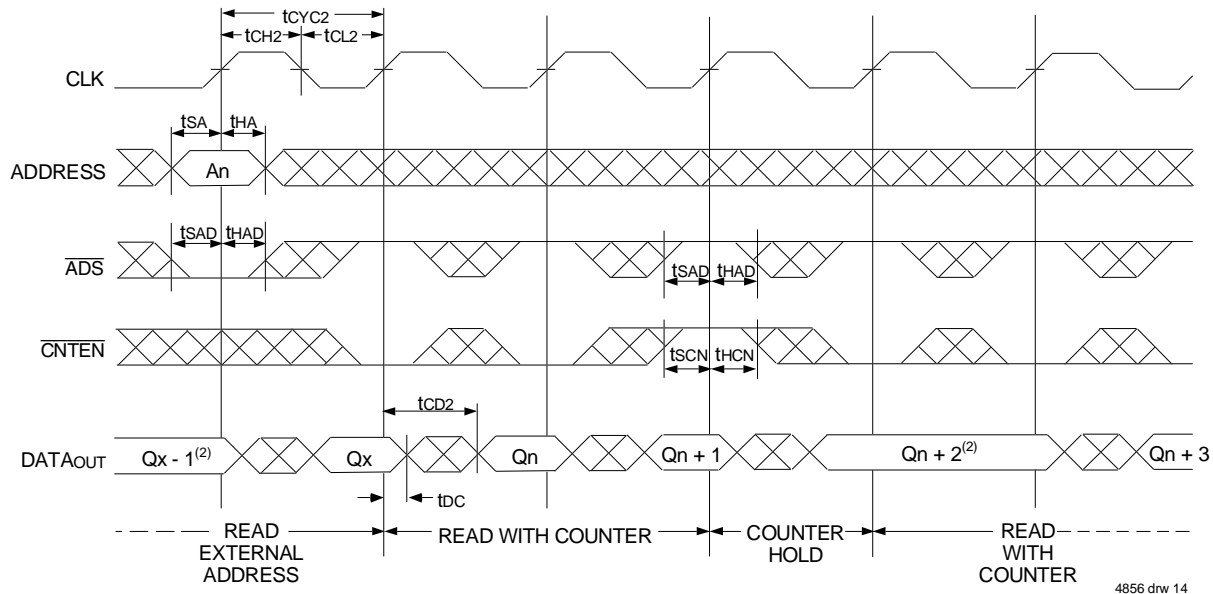 tCYC2
tCH2 tCL2
CLK
tSA tHA
ADDRESS An
tSAD tHAD
ADS
tSAD tHAD
CNTEN
tSCN tHCN
tCD2
DATAOUT Qx - 1(2) Qx Qn Qn + 1 Qn + 2(2) Qn + 3
tDC
READ
EXTERNAL
ADDRESS
READ WITH COUNTER
COUNTER
HOLD
READ
WITH
COUNTER
4856 drw 14